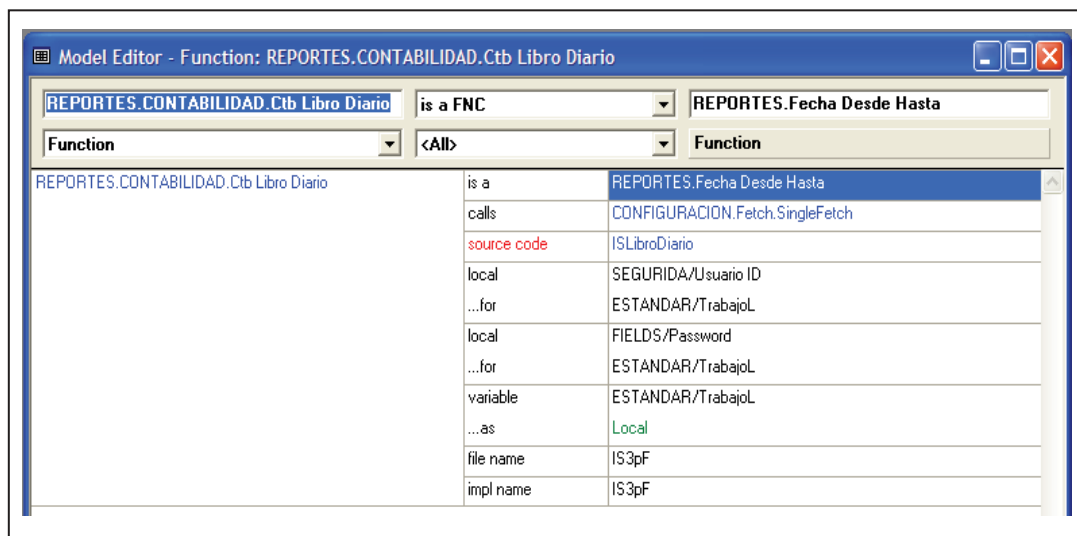 Model Editor - Function: REPORTES.CONTABILIDAD.Ctb Libro Diario
REPORTES.CONTABILIDAD.Ctb Libro Diario is a FNC REPORTES.Fecha Desde Hasta
Function <All> Function
REPORTES.CONTABILIDAD.Ctb Libro Diario is a REPORTES.Fecha Desde Hasta
calls CONFIGURACION.Fetch.SingleFetch
source code ISLibroDiario
local SEGURIDA/Usuario ID
...for ESTANDAR/TrabajoL
local FIELDS/Password
...for ESTANDAR/TrabajoL
variable ESTANDAR/TrabajoL
...as Local
file name IS3pF
impl name IS3pF